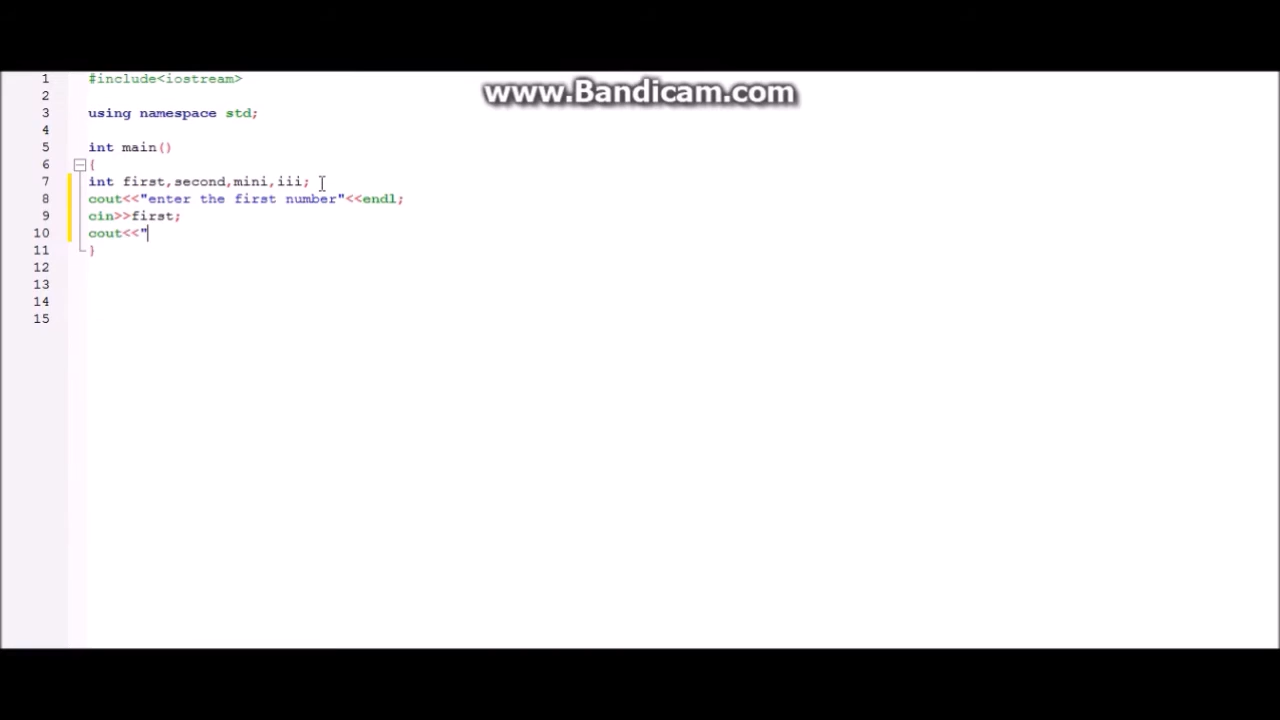 www.Bandicam.com
1 #include<iostream>
2
3 using namespace std;
4
5 int main()
6 {
7 int first,second,mini,iii;
8 cout<<"enter the first number"<<endl;
9 cin>>first;
10 cout<<"
11 }
12
13
14
15